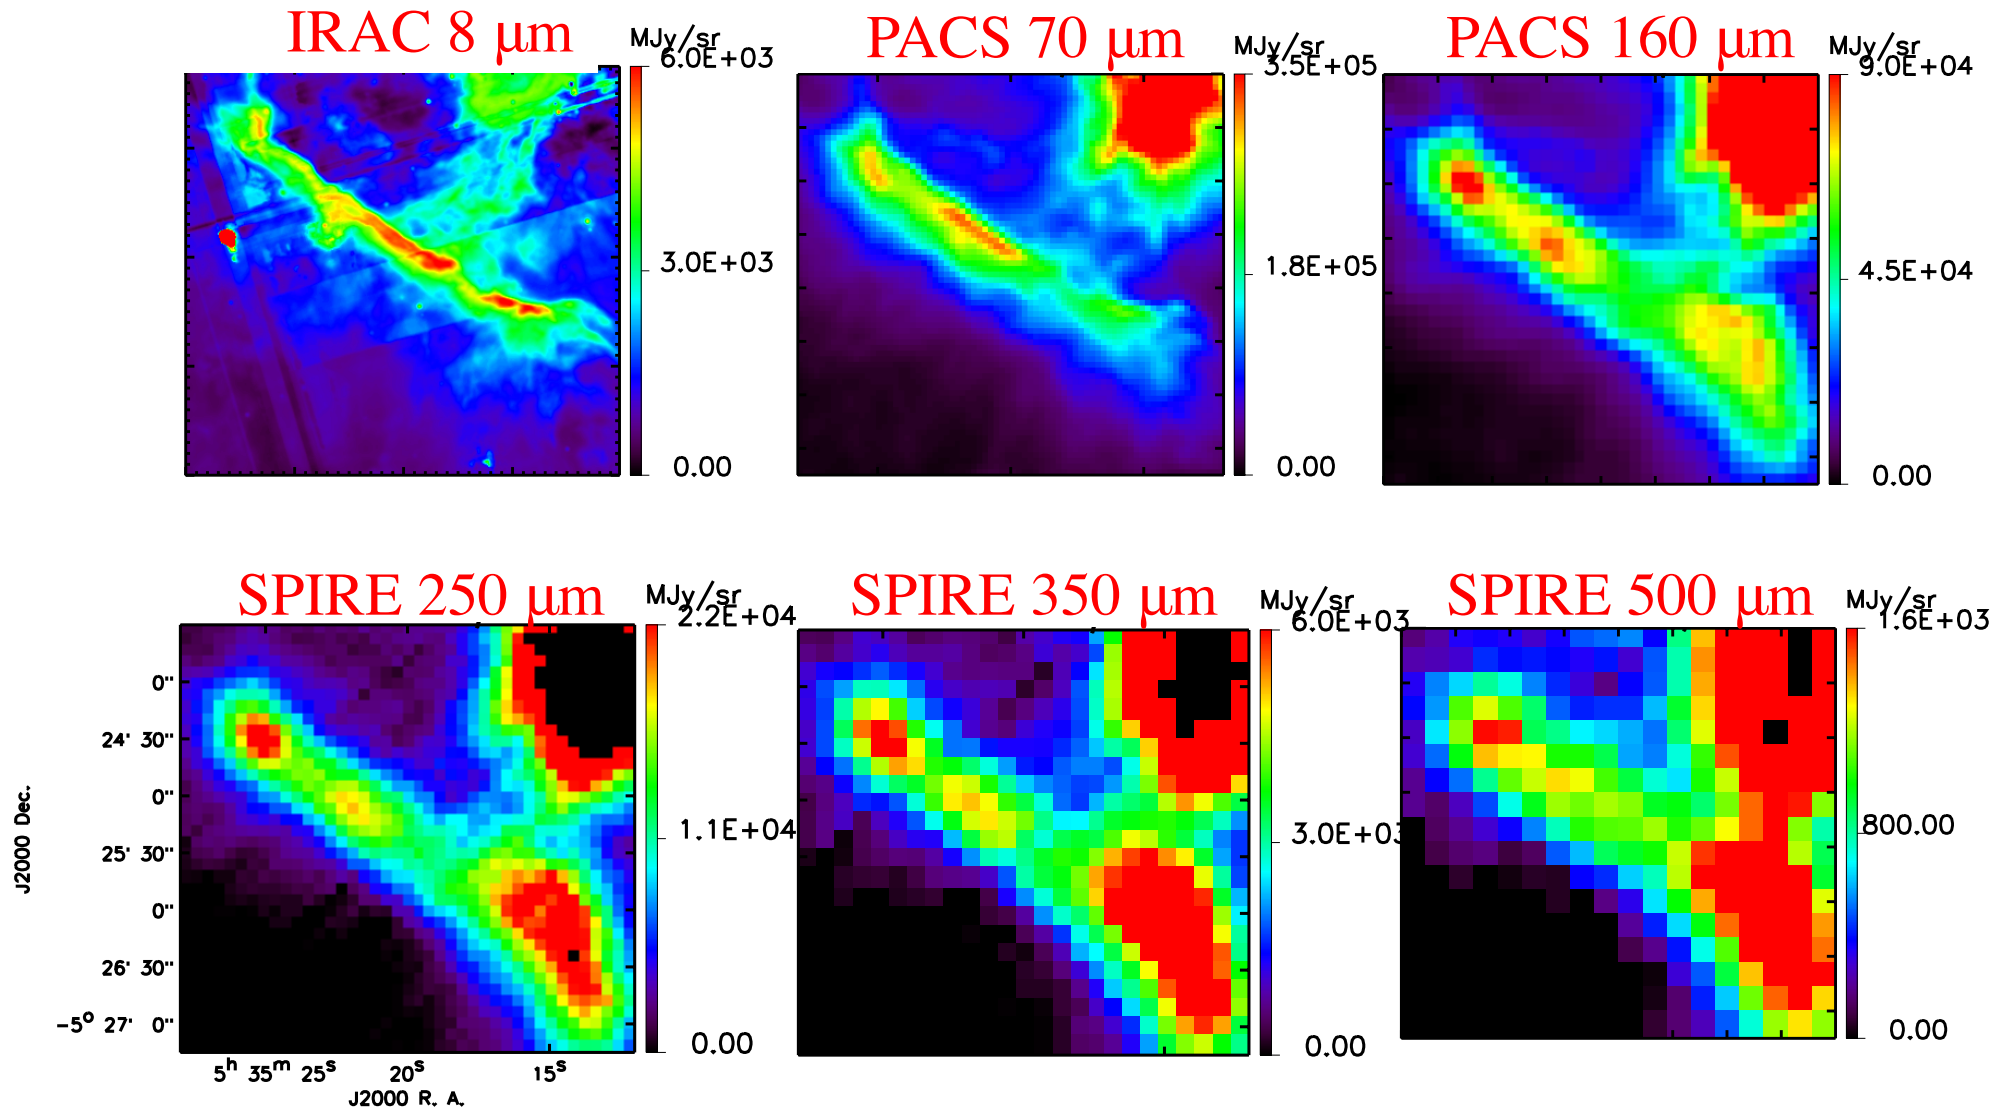 IRAC 8 μm
PACS 70 μm
PACS 160 μm
MJy/sr
6.0E+03
3.0E+03
0.00
MJy/sr
3.5E+05
1.8E+05
0.00
MJy/sr
9.0E+04
4.5E+04
0.00
SPIRE 250 μm
SPIRE 350 μm
SPIRE 500 μm
MJy/sr
2.2E+04
1.1E+04
0.00
MJy/sr
6.0E+03
3.0E+03
0.00
MJy/sr
1.6E+03
800.00
0.00
J2000 Dec.
0"
24' 30"
0"
25' 30"
0"
26' 30"
-5° 27' 0"
5h 35m 25s 20s 15s
J2000 R. A.